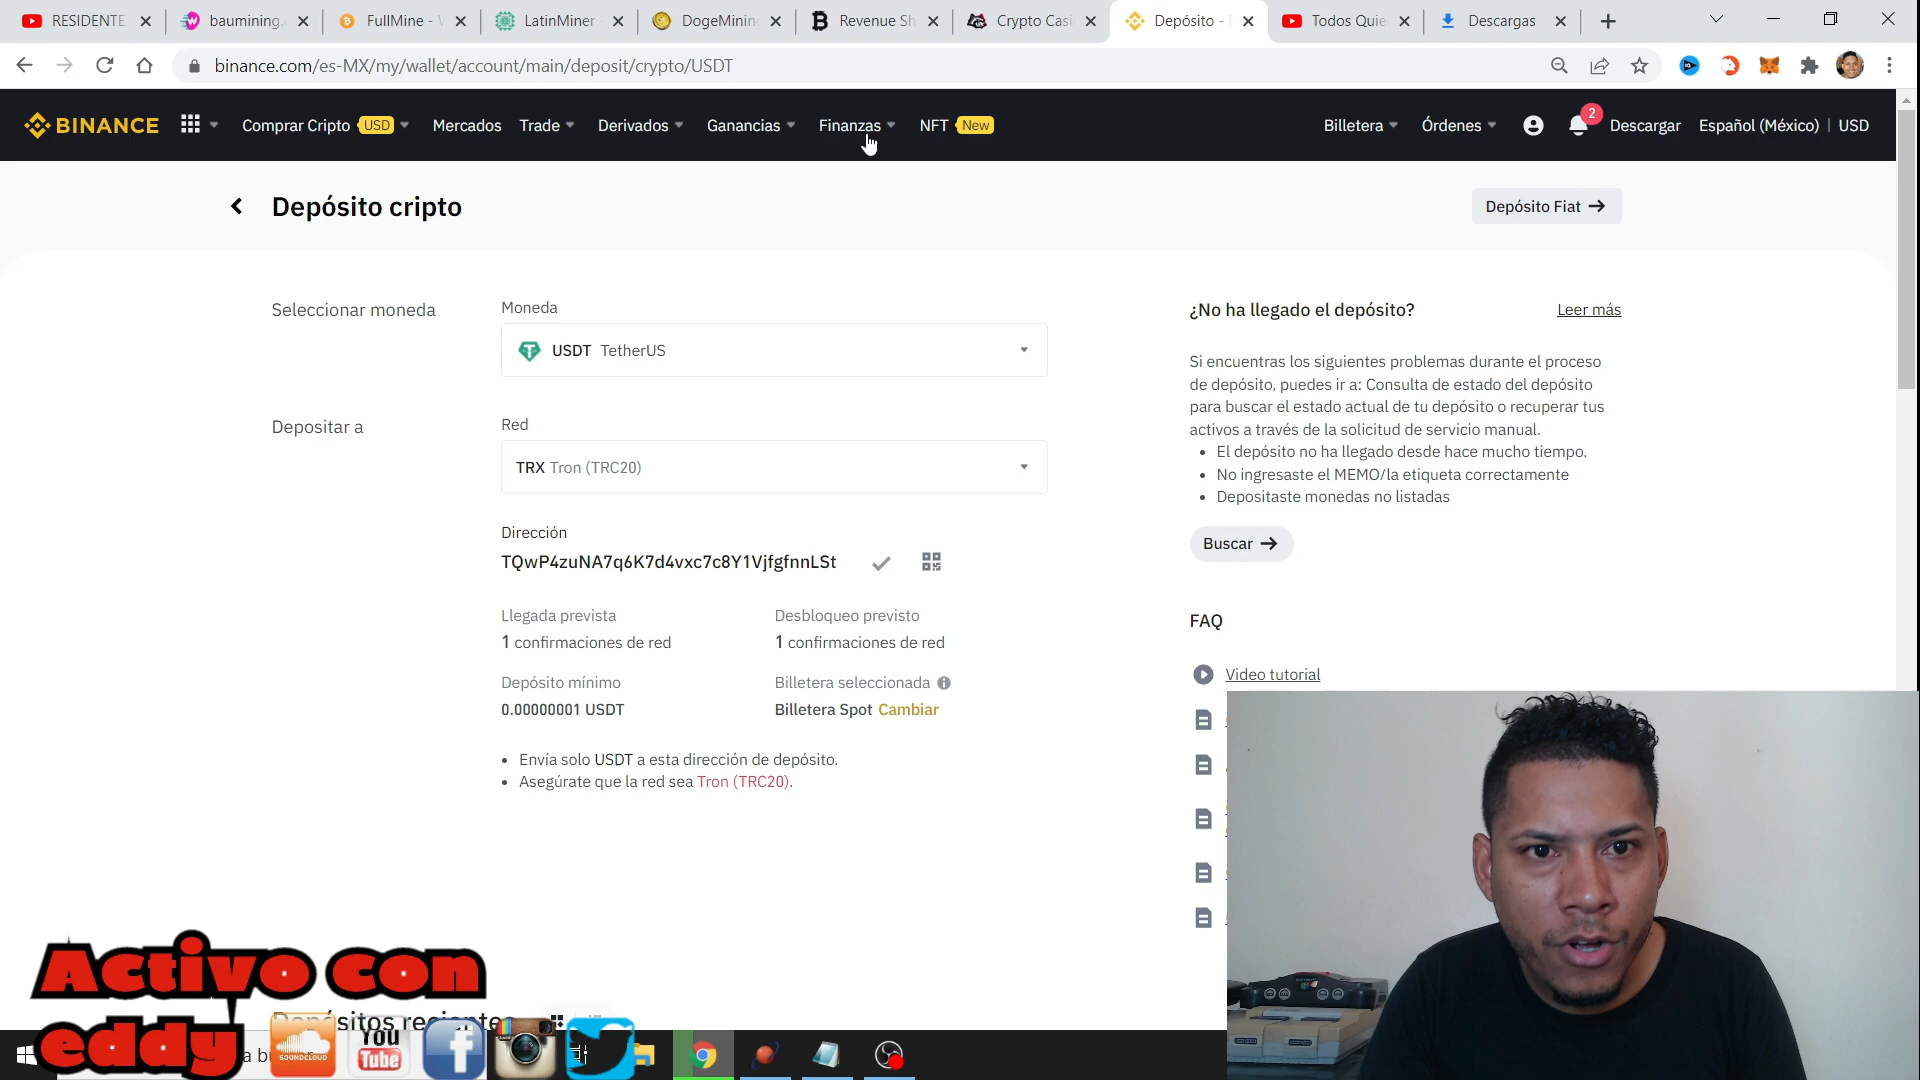 RESIDENTE
baumining.
FullMine -
LatinMiner
DogeMinin
Revenue Sh
Crypto Casi
Depósito -
Todos Quie
Descargas
binance.com/es-MX/my/wallet/account/main/deposit/crypto/USDT
BINANCE
Comprar Cripto USD
Mercados
Trade
Derivados
Ganancias
Finanzas
NFT New
Billetera
Órdenes
2
Descargar
Español (México) | USD
Depósito cripto
Depósito Fiat
Seleccionar moneda
Moneda
USDT TetherUS
Depositar a
Red
TRX Tron (TRC20)
Dirección
TQwP4zuNA7q6K7d4vxc7c8Y1VjfgfnnLSt
Llegada prevista
1 confirmaciones de red
Desbloqueo previsto
1 confirmaciones de red
Depósito mínimo
0.00000001 USDT
Billetera seleccionada
Billetera Spot Cambiar
Envía solo USDT a esta dirección de depósito.
Asegúrate que la red sea Tron (TRC20).
¿No ha llegado el depósito?
Leer más
Si encuentras los siguientes problemas durante el proceso
de depósito, puedes ir a: Consulta de estado del depósito
para buscar el estado actual de tu depósito o recuperar tus
activos a través de la solicitud de servicio manual.
El depósito no ha llegado desde hace mucho tiempo.
No ingresaste el MEMO/la etiqueta correctamente
Depositaste monedas no listadas
Buscar
FAQ
Video tutorial
Activo con
eddy
Depósitos recientes
SOUNDCLOUD
You
Tube